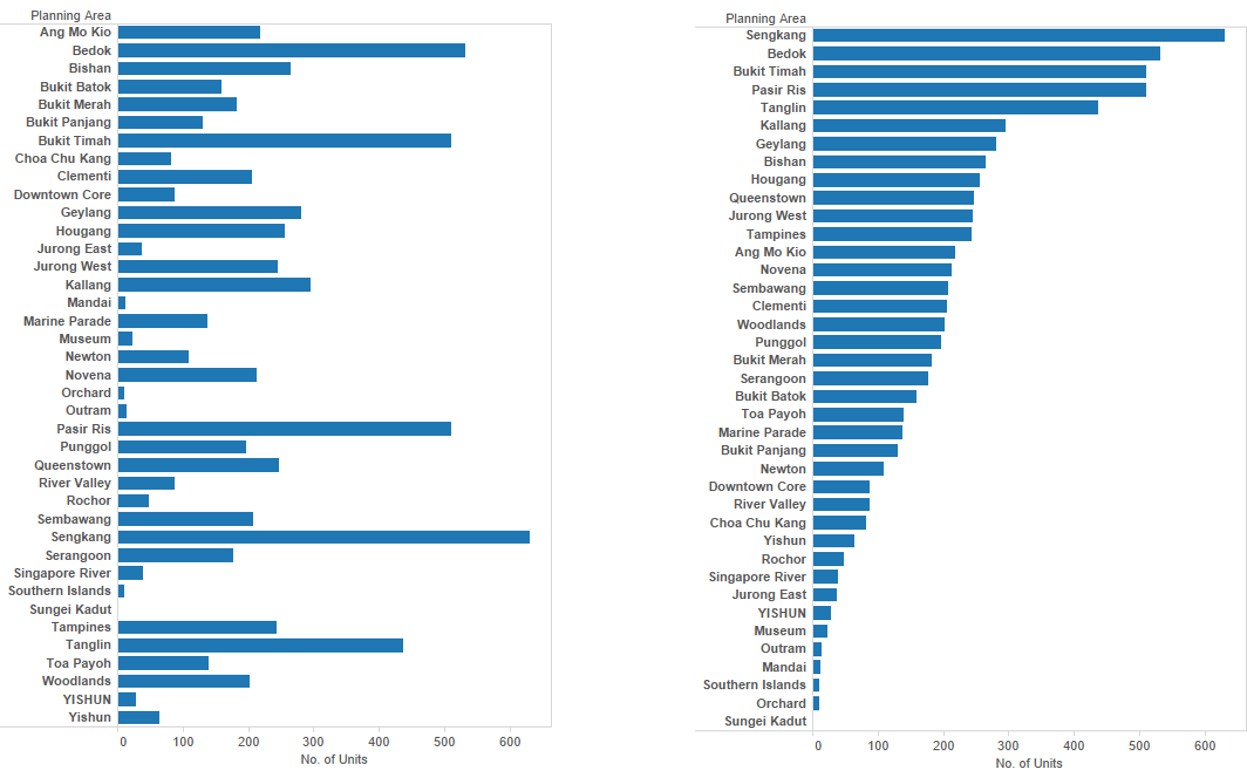 Planning Area
Ang Mo Kio
Bedok
Bishan
Bukit Batok
Bukit Merah
Bukit Panjang
Bukit Timah
Choa Chu Kang
Clementi
Downtown Core
Geylang
Hougang
Jurong East
Jurong West
Kallang
Mandai
Marine Parade
Museum
Newton
Novena
Orchard
Outram
Pasir Ris
Punggol
Queenstown
River Valley
Rochor
Sembawang
Sengkang
Serangoon
Singapore River
Southern Islands
Sungei Kadut
Tampines
Tanglin
Toa Payoh
Woodlands
YISHUN
Yishun
0 100 200 300 400 500 600
No. of Units
Planning Area
Sengkang
Bedok
Bukit Timah
Pasir Ris
Tanglin
Kallang
Geylang
Bishan
Hougang
Queenstown
Jurong West
Tampines
Ang Mo Kio
Novena
Sembawang
Clementi
Woodlands
Punggol
Bukit Merah
Serangoon
Bukit Batok
Toa Payoh
Marine Parade
Bukit Panjang
Newton
Downtown Core
River Valley
Choa Chu Kang
Yishun
Rochor
Singapore River
Jurong East
YISHUN
Museum
Outram
Mandai
Southern Islands
Orchard
Sungei Kadut
0 100 200 300 400 500 600
No. of Units